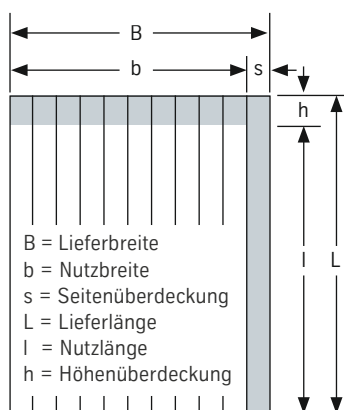 B
b s
h
l L
B = Lieferbreite
b = Nutzbreite
s = Seitenüberdeckung
L = Lieferlänge
l = Nutzlänge
h = Höhenüberdeckung